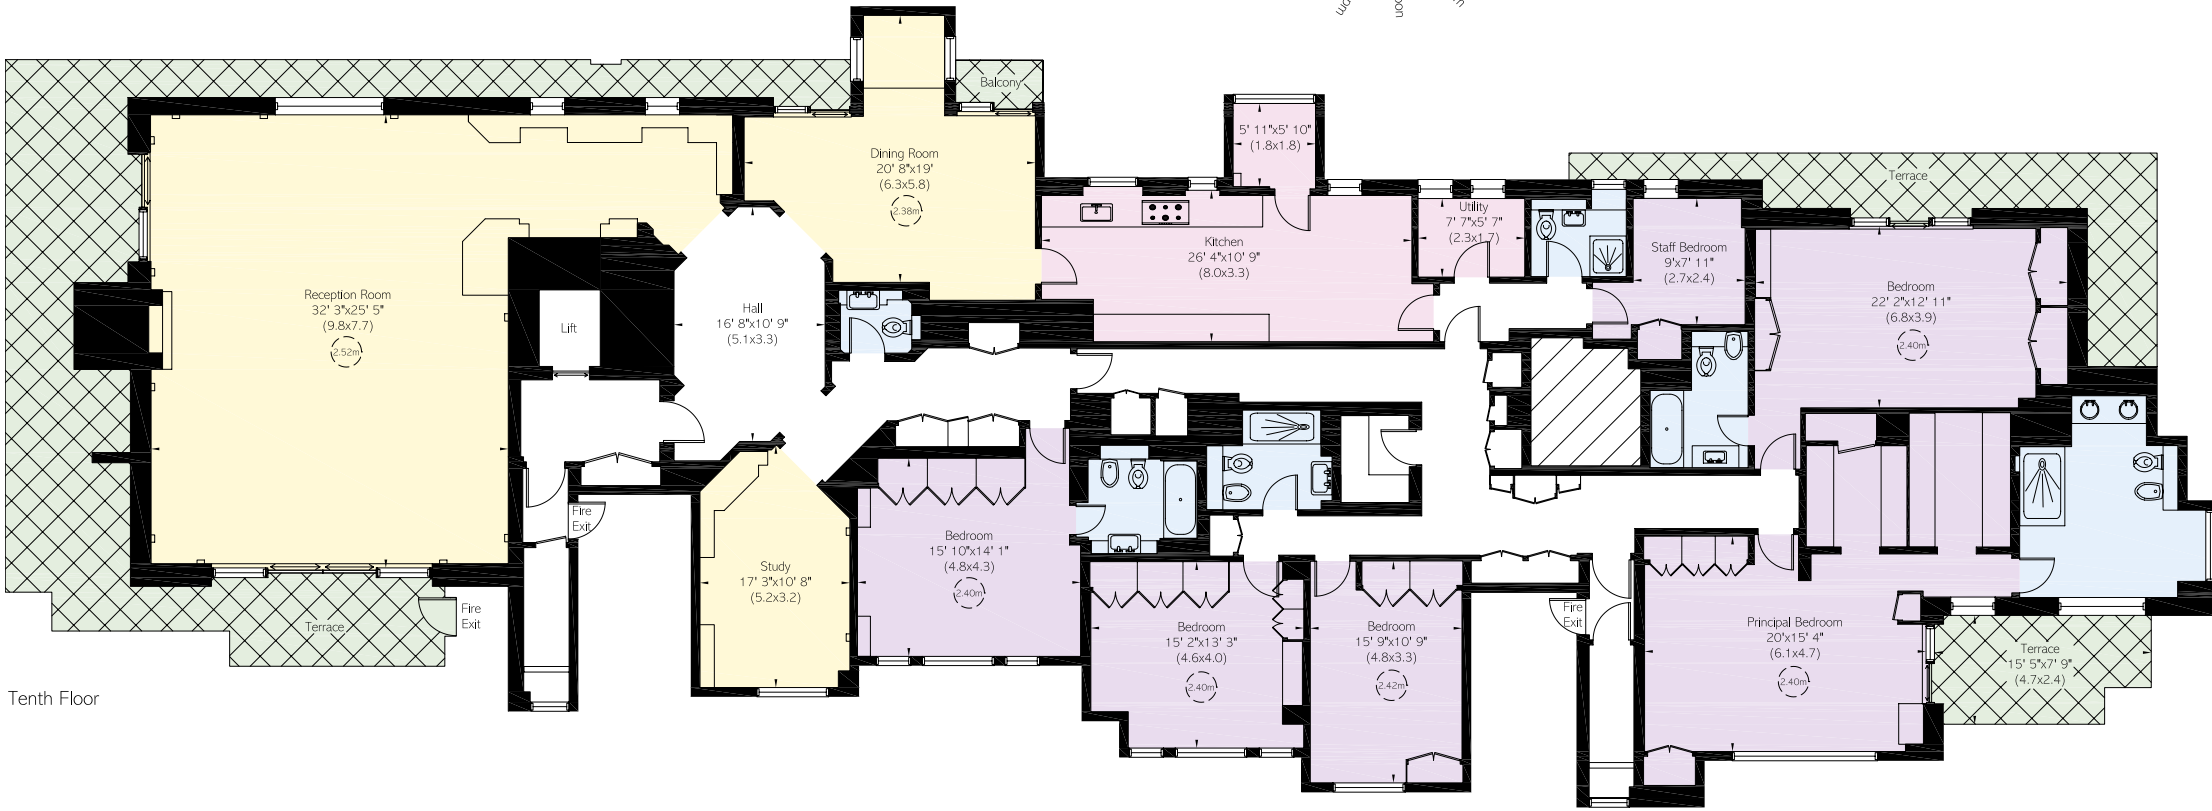 Balcony
5' 11"x5' 10"
(1.8x1.8)
Dining Room
20' 8"x19'
(6.3x5.8)
2.38m
Terrace
Utility
7' 7"x5' 7"
(2.3x1.7)
Kitchen
26' 4"x10' 9"
(8.0x3.3)
Staff Bedroom
9'x7' 11"
(2.7x2.4)
Reception Room
32' 3"x25' 5"
(9.8x7.7)
2.52m
Lift
Hall
16' 8"x10' 9"
(5.1x3.3)
Bedroom
22' 2"x12' 11"
(6.8x3.9)
2.40m
Fire
Exit
Bedroom
15' 10"x14' 1"
(4.8x4.3)
2.40m
Study
17' 3"x10' 8"
(5.2x3.2)
Fire
Exit
Terrace
Bedroom
15' 2"x13' 3"
(4.6x4.0)
2.40m
Bedroom
15' 9"x10' 9"
(4.8x3.3)
2.42m
Fire
Exit
Principal Bedroom
20'x15' 4"
(6.1x4.7)
2.40m
Terrace
15' 5"x7' 9"
(4.7x2.4)
Tenth Floor